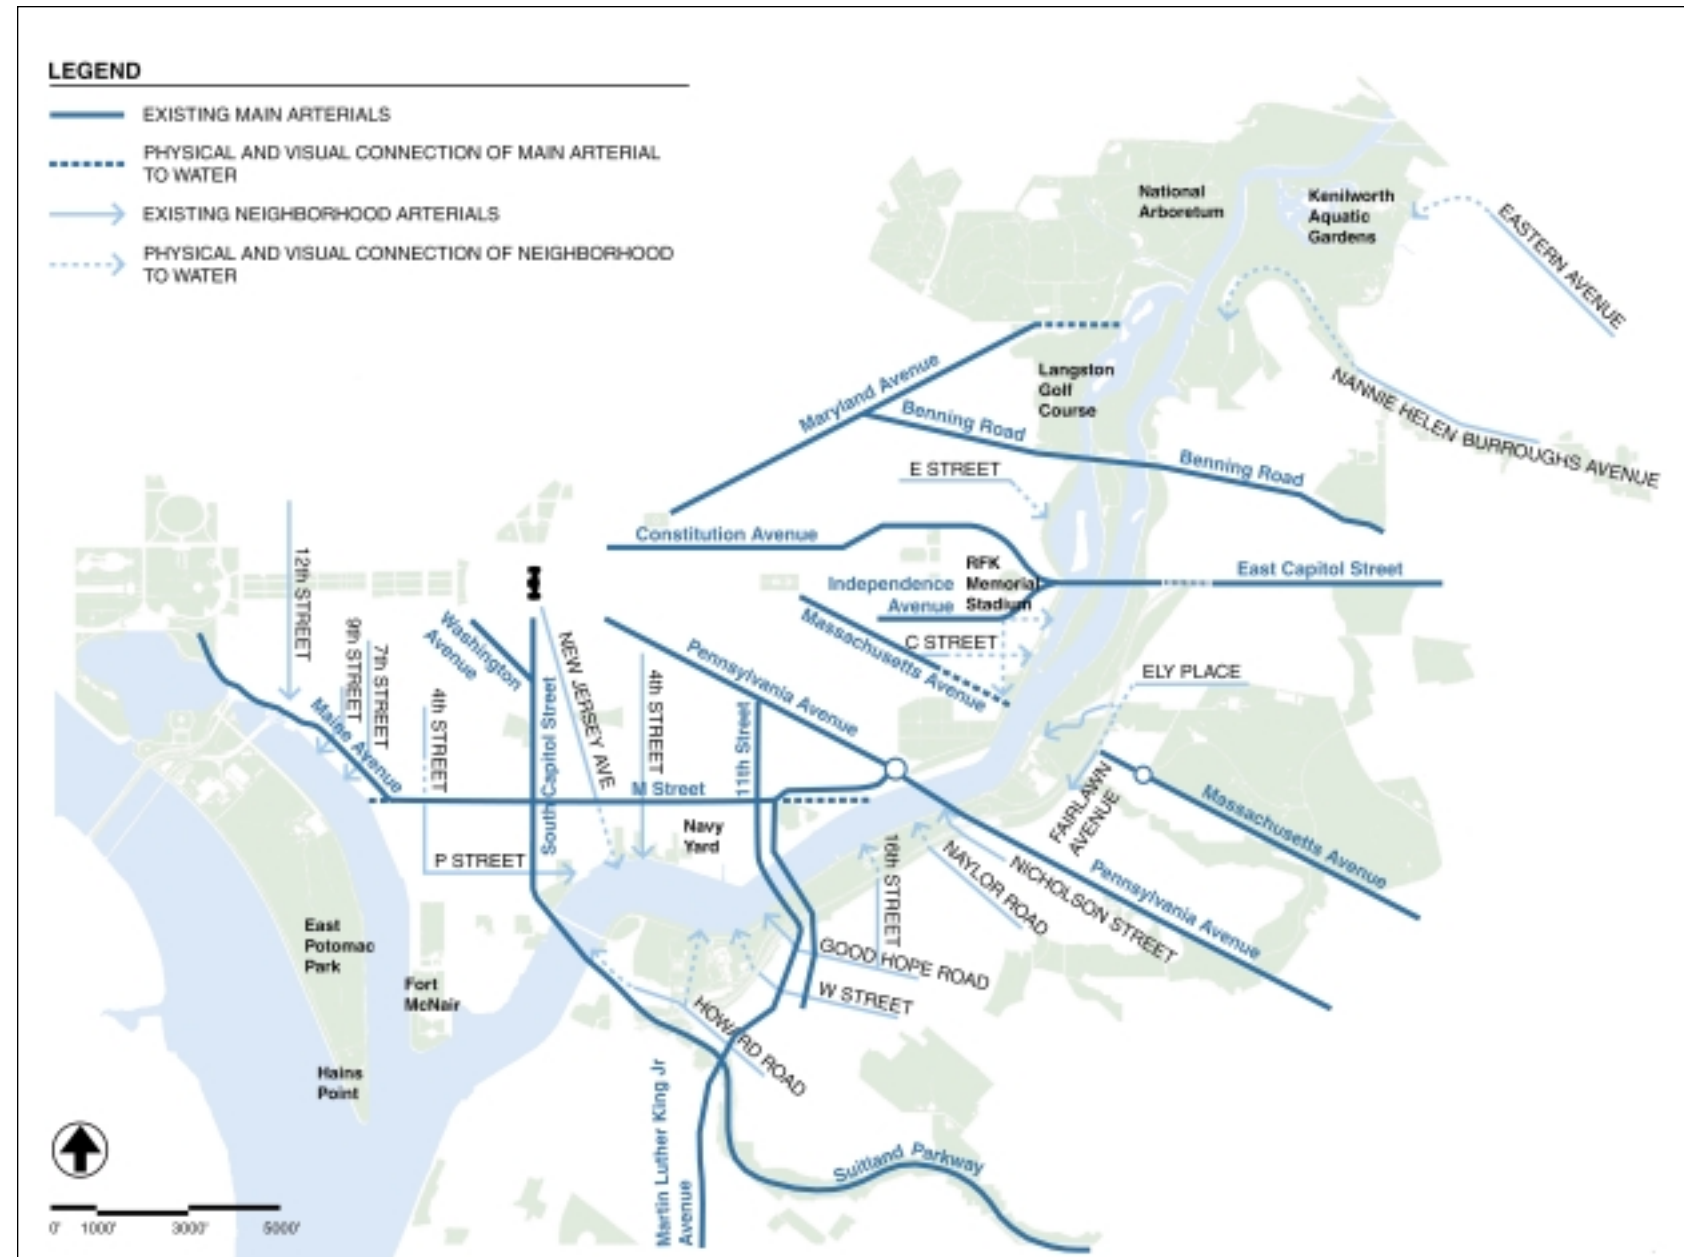 LEGEND
EXISTING MAIN ARTERIALS
PHYSICAL AND VISUAL CONNECTION OF MAIN ARTERIAL
TO WATER
EXISTING NEIGHBORHOOD ARTERIALS
PHYSICAL AND VISUAL CONNECTION OF NEIGHBORHOOD
TO WATER
National
Arboretum
Kenilworth
Aquatic
Gardens
EASTERN AVENUE
Maryland Avenue
Langston
Golf
Course
NANNIE HELEN BURROUGHS AVENUE
Benning Road
Benning Road
E STREET
Constitution Avenue
RFK
Memorial
Stadium
Independence
Avenue
East Capitol Street
12th STREET
9th STREET
7th STREET
4th STREET
Washington
Avenue
NEW JERSEY AVE
4th STREET
Pennsylvania Avenue
Massachusetts Avenue
C STREET
ELY PLACE
Maine Avenue
South Capitol Street
11th Street
M Street
Navy
Yard
P STREET
FAIRLAWN
AVENUE
Massachusetts Avenue
Pennsylvania Avenue
16th STREET
NAYLOR ROAD
NICHOLSON STREET
East
Potomac
Park
GOOD HOPE ROAD
W STREET
Fort
McNair
HOWARD ROAD
Hains
Point
Martin Luther King Jr
Avenue
Suitland Parkway
0' 1000' 3000' 5000'